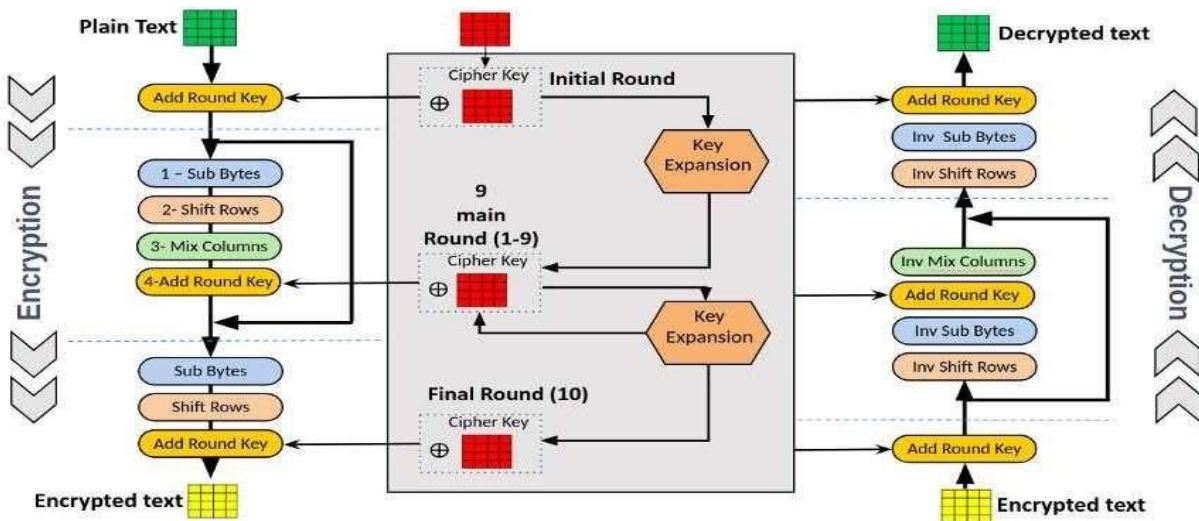 Plain Text
Add Round Key
1 – Sub Bytes
2- Shift Rows
3- Mix Columns
4-Add Round Key
Sub Bytes
Shift Rows
Add Round Key
Encrypted text
Encryption
Cipher Key
⊕
Initial Round
Key
Expansion
9
main
Round (1-9)
Cipher Key
⊕
Key
Expansion
Final Round (10)
Cipher Key
⊕
Decrypted text
Add Round Key
Inv Sub Bytes
Inv Shift Rows
Inv Mix Columns
Add Round Key
Inv Sub Bytes
Inv Shift Rows
Add Round Key
Encrypted text
Decryption